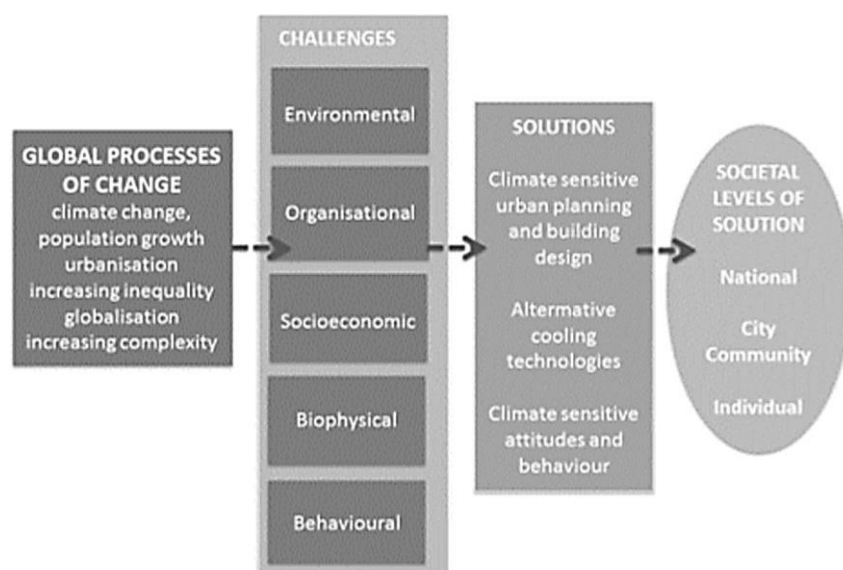 GLOBAL PROCESSES
OF CHANGE
climate change,
population growth
urbanisation
increasing inequality
globalisation
increasing complexity
CHALLENGES
Environmental
Organisational
Socioeconomic
Biophysical
Behavioural
SOLUTIONS
Climate sensitive
urban planning
and building
design
Altermative
cooling
technologies
Climate sensitive
attitudes and
behaviour
SOCIETAL
LEVELS OF
SOLUTION
National
City
Community
Individual